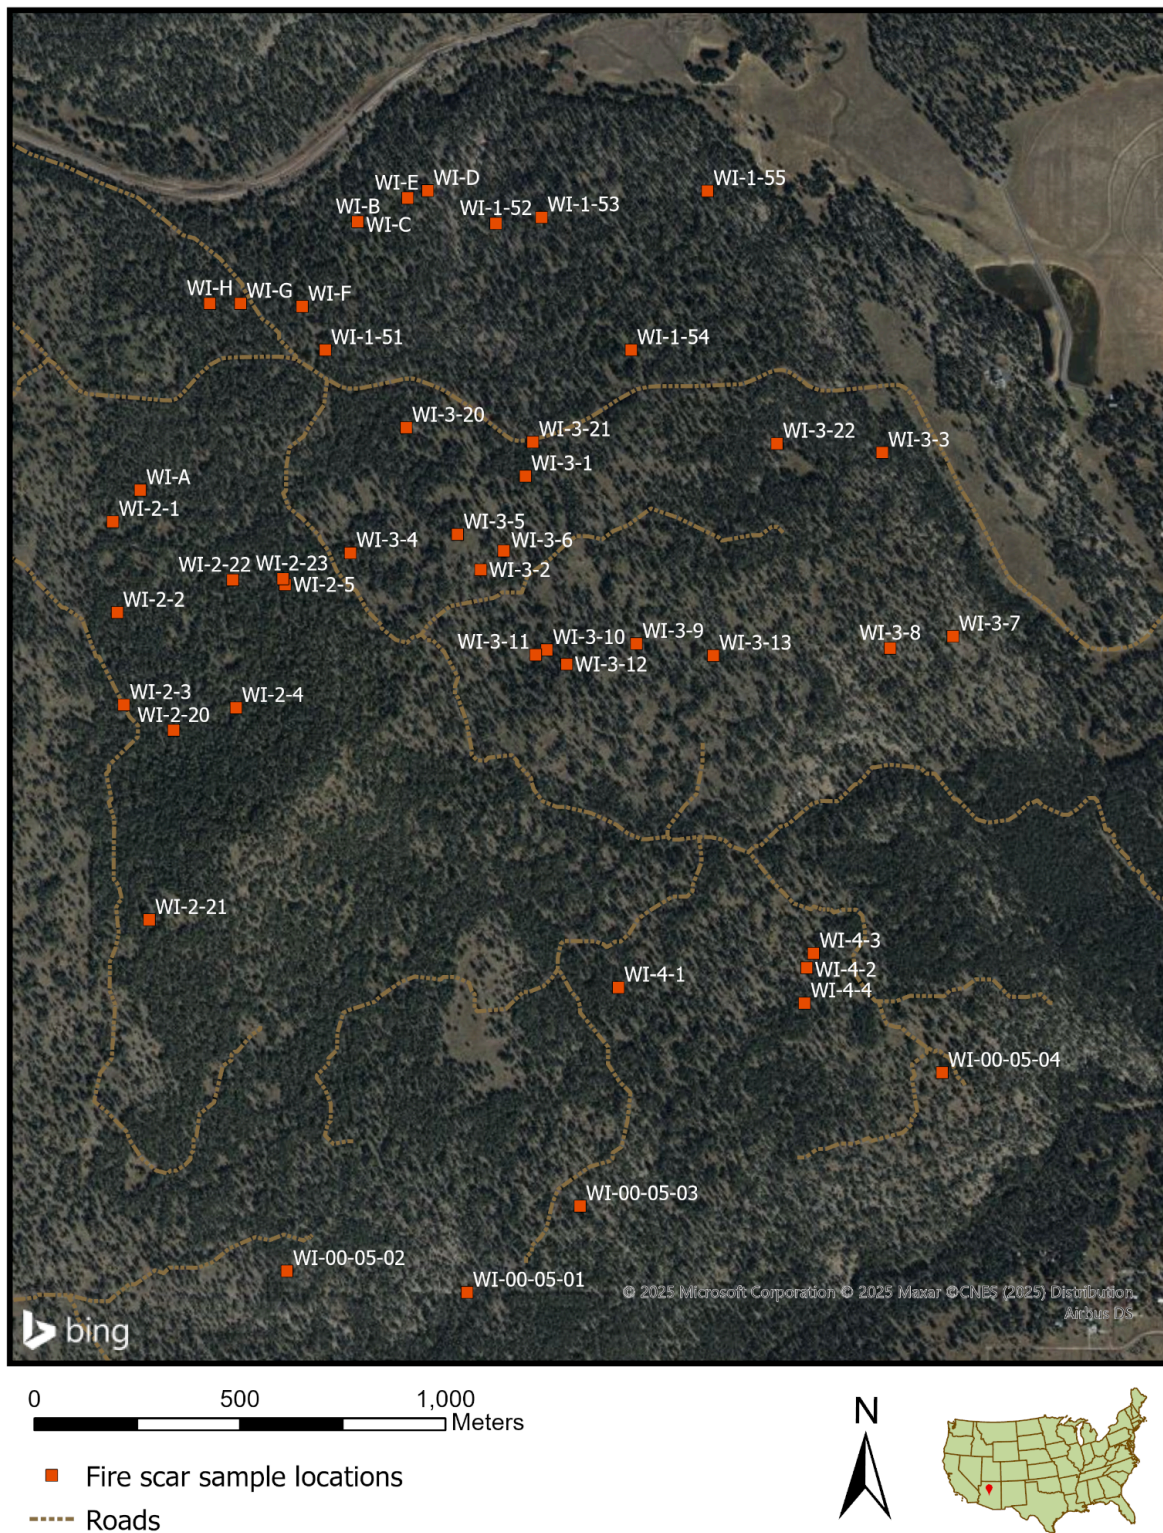 WI-D
WI-E
WI-1-55
WI-B
WI-1-52
WI-1-53
WI-C
WI-H
WI-G
WI-F
WI-1-51
WI-1-54
WI-3-20
WI-3-21
WI-3-22
WI-3-3
WI-3-1
WI-A
WI-2-1
WI-3-5
WI-3-4
WI-3-6
WI-2-22
WI-2-23
WI-3-2
WI-2-5
WI-2-2
WI-3-11
WI-3-10
WI-3-9
WI-3-13
WI-3-8
WI-3-7
WI-3-12
WI-2-3
WI-2-4
WI-2-20
WI-2-21
WI-4-3
WI-4-2
WI-4-1
WI-4-4
WI-00-05-04
WI-00-05-03
WI-00-05-02
WI-00-05-01
© 2025 Microsoft Corporation © 2025 Maxar ©CNES (2025) Distribution
Airbus DS
bing
0 500 1,000
Meters
N
Fire scar sample locations
Roads